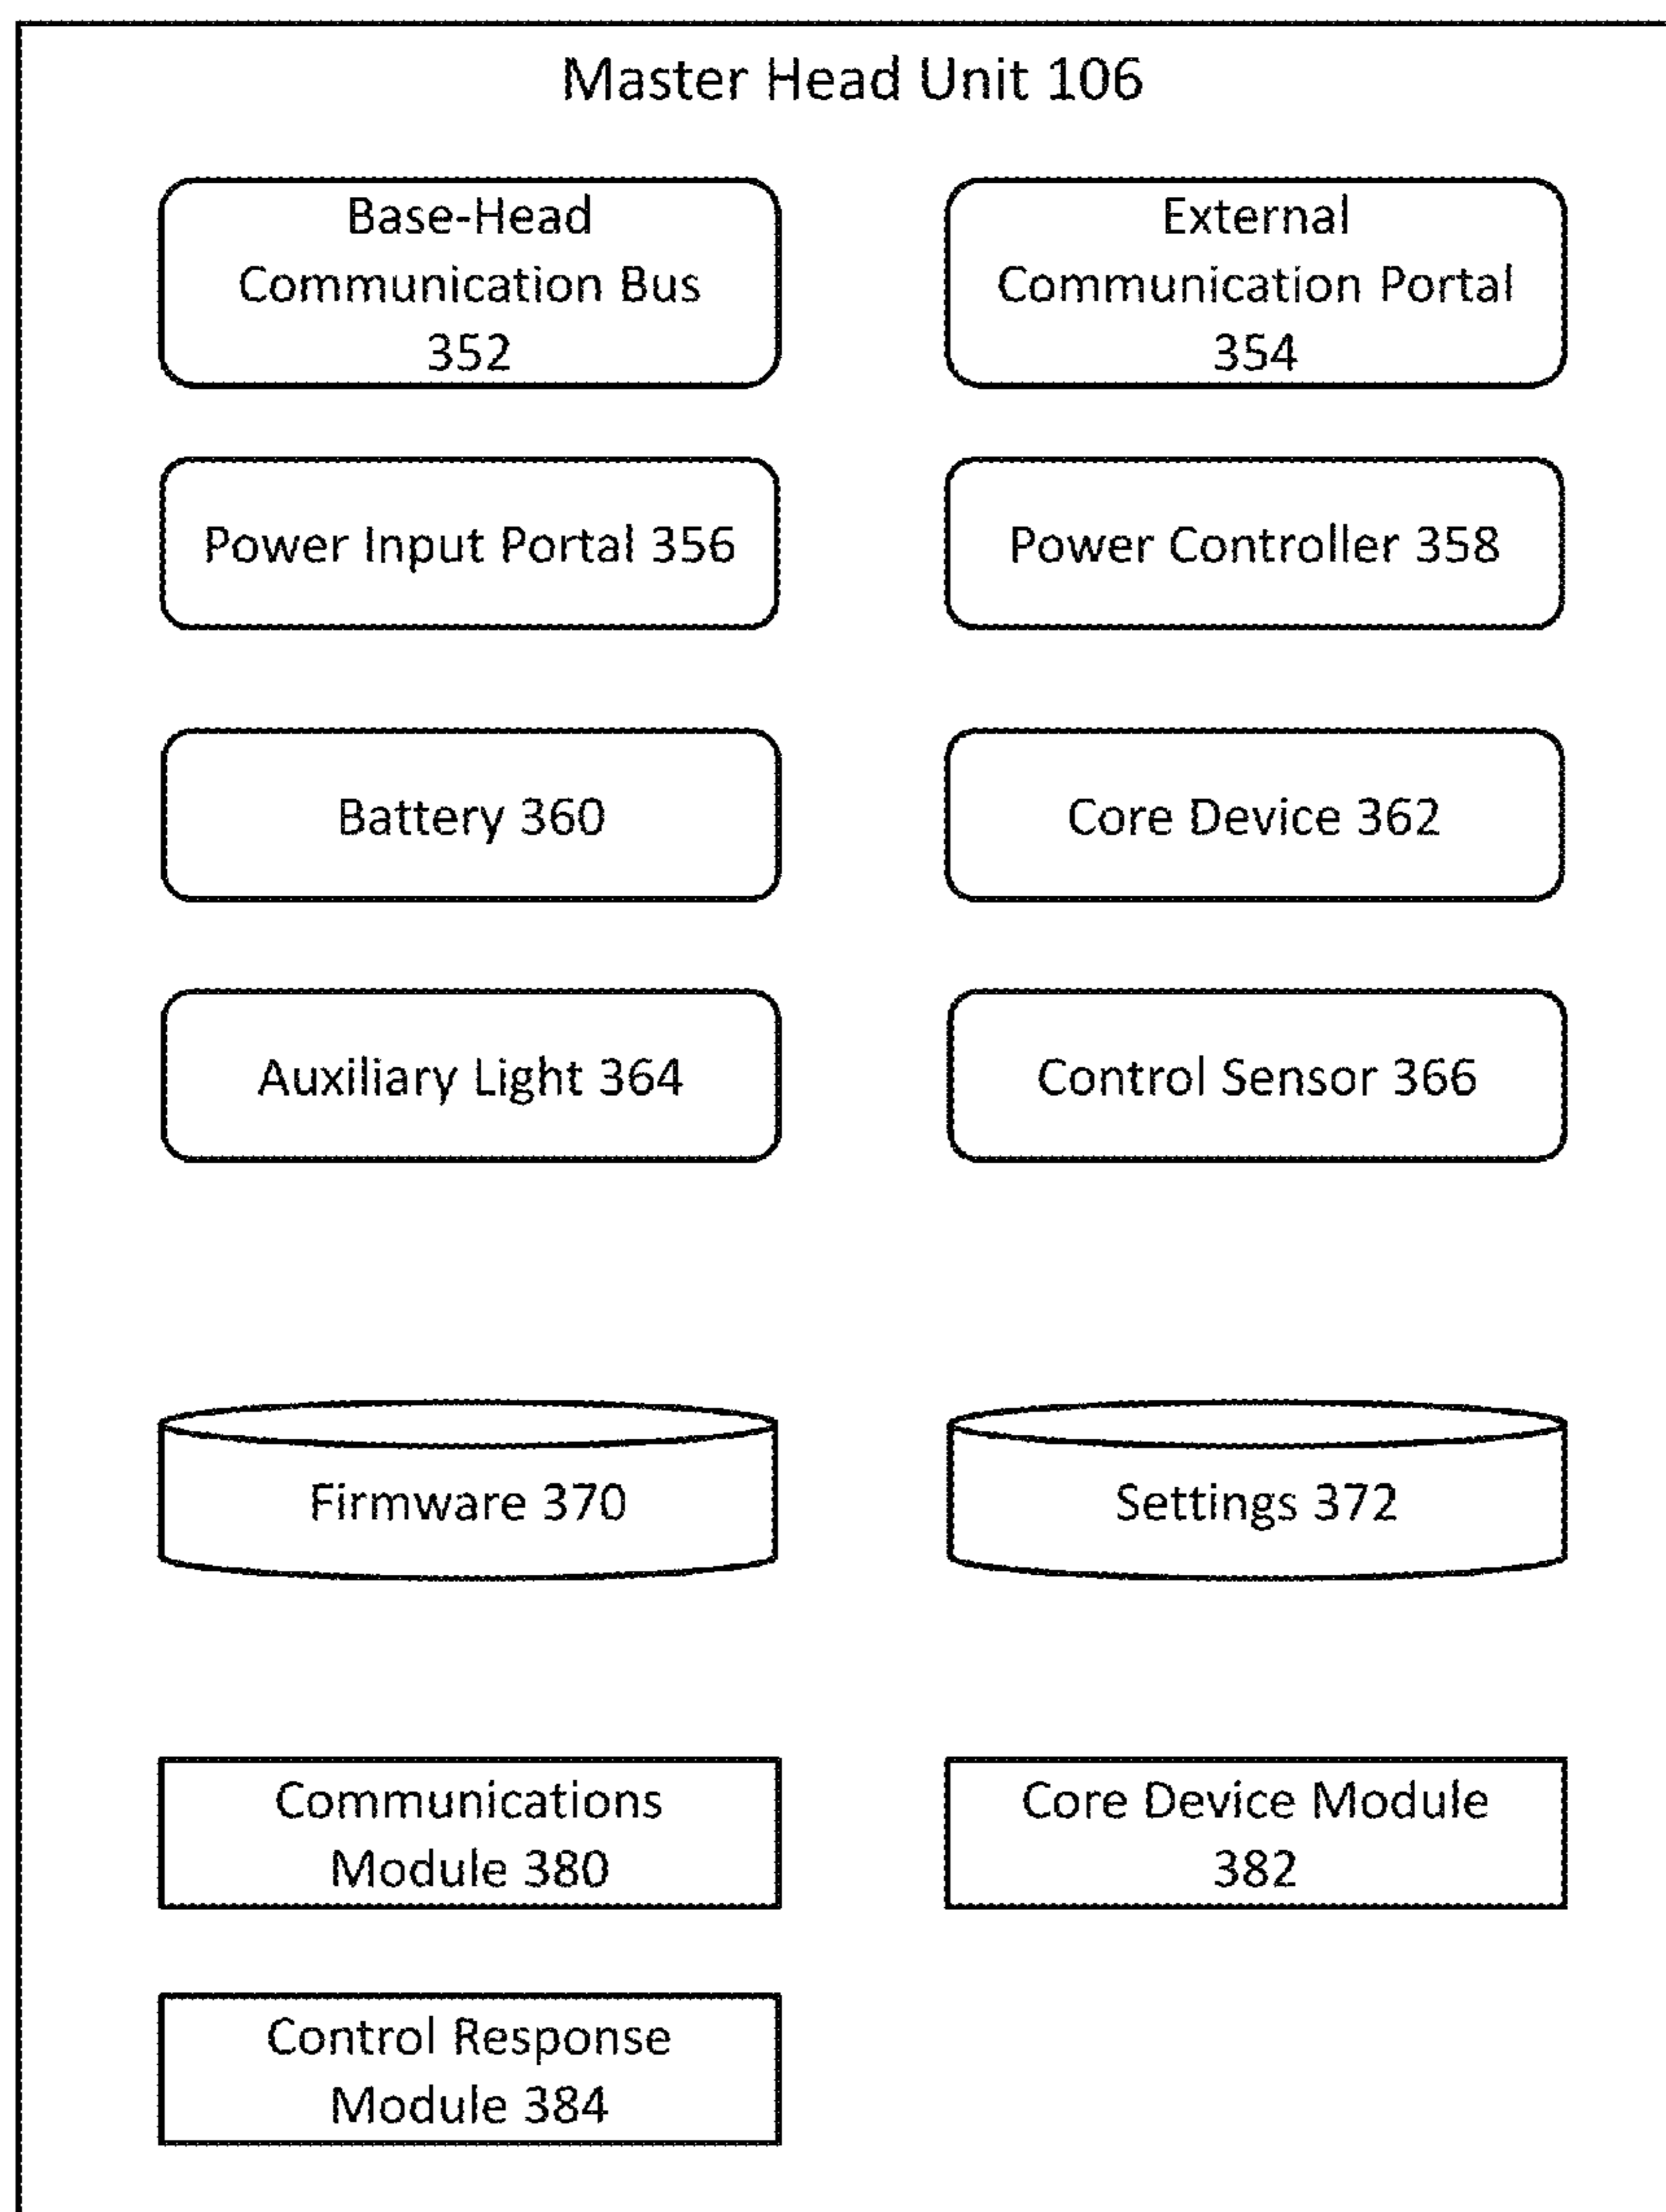 Master Head Unit 106
Base-Head
Communication Bus
352
External
Communication Portal
354
Power Input Portal 356
Power Controller 358
Battery 360
Core Device 362
Auxiliary Light 364
Control Sensor 366
Firmware 370
Settings 372
Communications
Module 380
Core Device Module
382
Control Response
Module 384